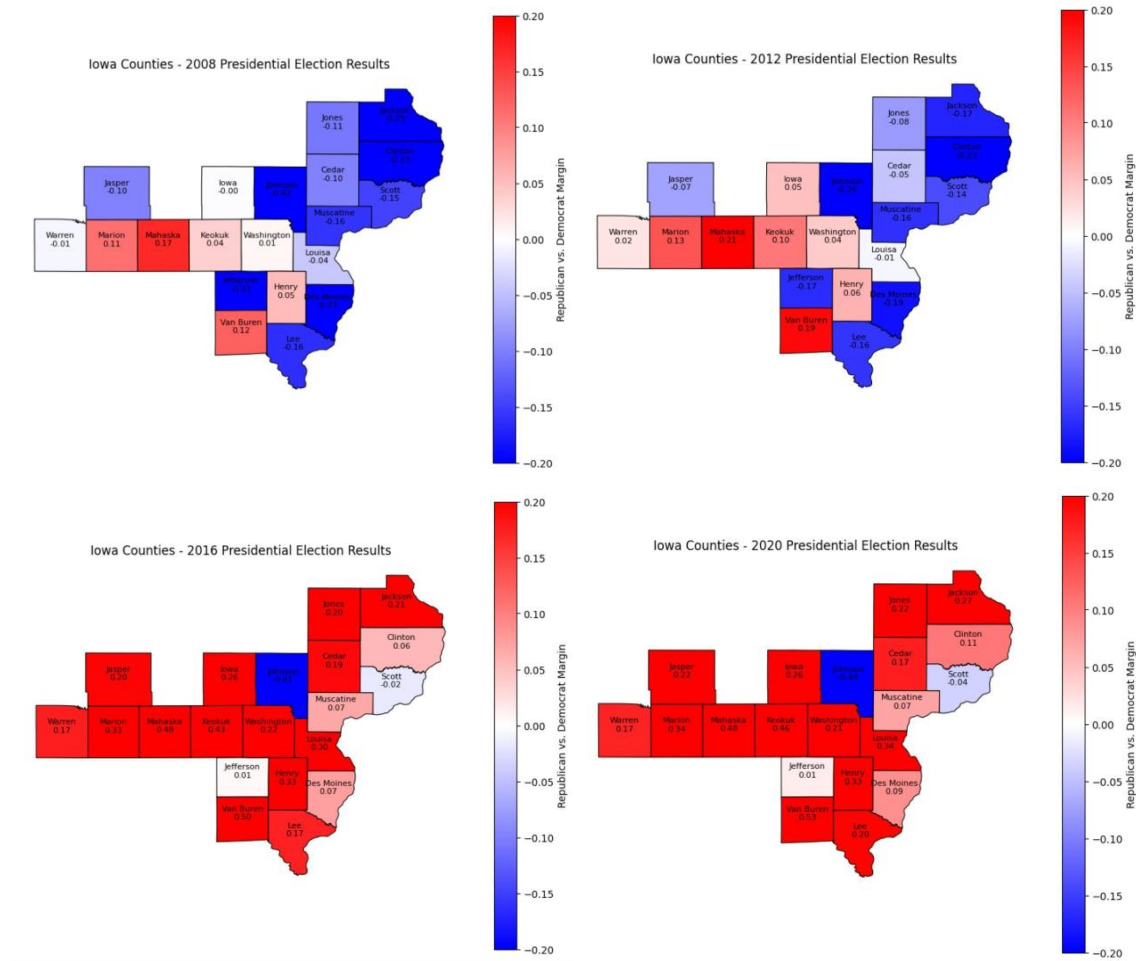 Iowa Counties - 2008 Presidential Election Results
Jones
-0.11
Jackson
Clinton
Cedar
-0.10
Scott
-0.15
Jasper
-0.10
Iowa
-0.00
Johnson
Muscatine
-0.16
Warren
-0.01
Marion
0.11
Mahaska
0.17
Keokuk
0.04
Washington
0.01
Louisa
-0.04
Jefferson
Henry
0.05
Des Moines
Van Buren
0.12
Lee
-0.16
0.20
0.15
0.10
0.05
0.00
−0.05
−0.10
−0.15
−0.20
Republican vs. Democrat Margin
Iowa Counties - 2012 Presidential Election Results
Jones
-0.08
Jackson
-0.17
Clinton
Cedar
-0.05
Scott
-0.14
Jasper
-0.07
Iowa
0.05
Johnson
Muscatine
-0.16
Warren
0.02
Marion
0.13
Mahaska
0.21
Keokuk
0.10
Washington
0.04
Louisa
-0.01
Jefferson
-0.17
Henry
0.06
Des Moines
-0.19
Van Buren
0.19
Lee
-0.16
0.20
0.15
0.10
0.05
0.00
−0.05
−0.10
−0.15
−0.20
Republican vs. Democrat Margin
Iowa Counties - 2016 Presidential Election Results
Jones
0.20
Jackson
0.21
Clinton
0.06
Cedar
0.19
Scott
-0.02
Jasper
0.20
Iowa
0.26
Johnson
Muscatine
0.07
Warren
0.17
Marion
0.33
Mahaska
0.48
Keokuk
0.43
Washington
0.22
Louisa
0.30
Jefferson
0.01
Henry
0.33
Des Moines
0.07
Van Buren
0.50
Lee
0.17
0.20
0.15
0.10
0.05
0.00
−0.05
−0.10
−0.15
−0.20
Republican vs. Democrat Margin
Iowa Counties - 2020 Presidential Election Results
Jones
0.22
Jackson
0.27
Clinton
0.11
Cedar
0.17
Scott
-0.04
Jasper
0.22
Iowa
0.26
Johnson
Muscatine
0.07
Warren
0.17
Marion
0.34
Mahaska
0.48
Keokuk
0.46
Washington
0.21
Louisa
0.34
Jefferson
0.01
Henry
0.33
Des Moines
0.09
Van Buren
0.53
Lee
0.20
0.20
0.15
0.10
0.05
0.00
−0.05
−0.10
−0.15
−0.20
Republican vs. Democrat Margin